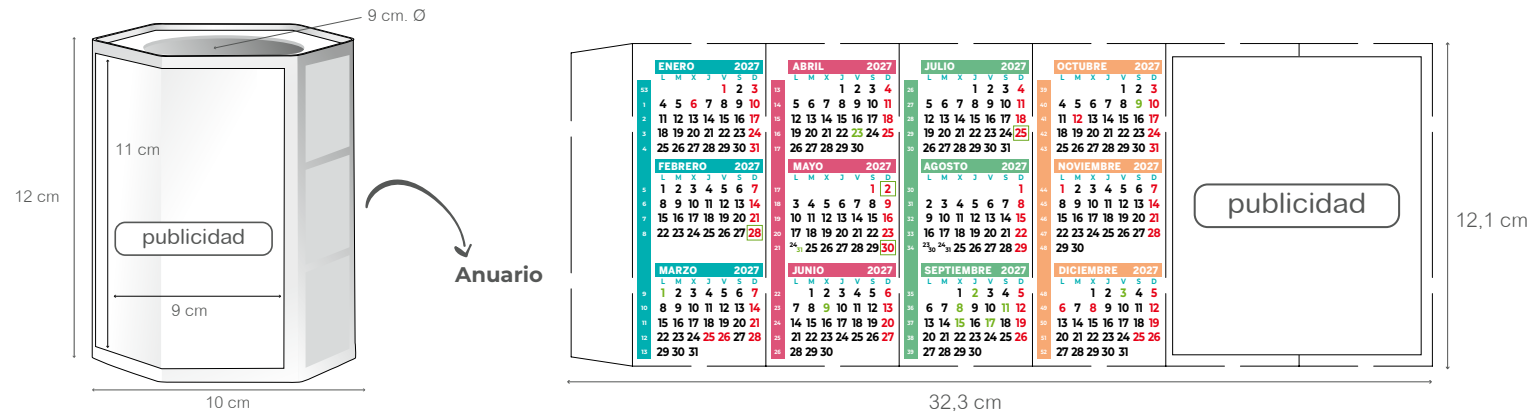 9 cm. Ø
11 cm
12 cm
publicidad
9 cm
10 cm
Anuario
ENERO 2027
L M X J V S D
53 1 2 3
1 4 5 6 7 8 9 10
2 11 12 13 14 15 16 17
3 18 19 20 21 22 23 24
4 25 26 27 28 29 30 31
FEBRERO 2027
L M X J V S D
5 1 2 3 4 5 6 7
6 8 9 10 11 12 13 14
7 15 16 17 18 19 20 21
8 22 23 24 25 26 27 28
MARZO 2027
L M X J V S D
9 1 2 3 4 5 6 7
10 8 9 10 11 12 13 14
11 15 16 17 18 19 20 21
12 22 23 24 25 26 27 28
13 29 30 31
ABRIL 2027
L M X J V S D
13 1 2 3 4
14 5 6 7 8 9 10 11
15 12 13 14 15 16 17 18
16 19 20 21 22 23 24 25
17 26 27 28 29 30
MAYO 2027
L M X J V S D
17 1 2
18 3 4 5 6 7 8 9
19 10 11 12 13 14 15 16
20 17 18 19 20 21 22 23
21 24/31 25 26 27 28 29 30
JUNIO 2027
L M X J V S D
22 1 2 3 4 5 6
23 7 8 9 10 11 12 13
24 14 15 16 17 18 19 20
25 21 22 23 24 25 26 27
26 28 29 30
JULIO 2027
L M X J V S D
26 1 2 3 4
27 5 6 7 8 9 10 11
28 12 13 14 15 16 17 18
29 19 20 21 22 23 24 25
30 26 27 28 29 30 31
AGOSTO 2027
L M X J V S D
30 1
31 2 3 4 5 6 7 8
32 9 10 11 12 13 14 15
33 16 17 18 19 20 21 22
34 23/30 24/31 25 26 27 28 29
SEPTIEMBRE 2027
L M X J V S D
35 1 2 3 4 5
36 6 7 8 9 10 11 12
37 13 14 15 16 17 18 19
38 20 21 22 23 24 25 26
39 27 28 29 30
OCTUBRE 2027
L M X J V S D
39 1 2 3
40 4 5 6 7 8 9 10
41 11 12 13 14 15 16 17
42 18 19 20 21 22 23 24
43 25 26 27 28 29 30 31
NOVIEMBRE 2027
L M X J V S D
44 1 2 3 4 5 6 7
45 8 9 10 11 12 13 14
46 15 16 17 18 19 20 21
47 22 23 24 25 26 27 28
48 29 30
DICIEMBRE 2027
L M X J V S D
48 1 2 3 4 5
49 6 7 8 9 10 11 12
50 13 14 15 16 17 18 19
51 20 21 22 23 24 25 26
52 27 28 29 30 31
publicidad
12,1 cm
32,3 cm